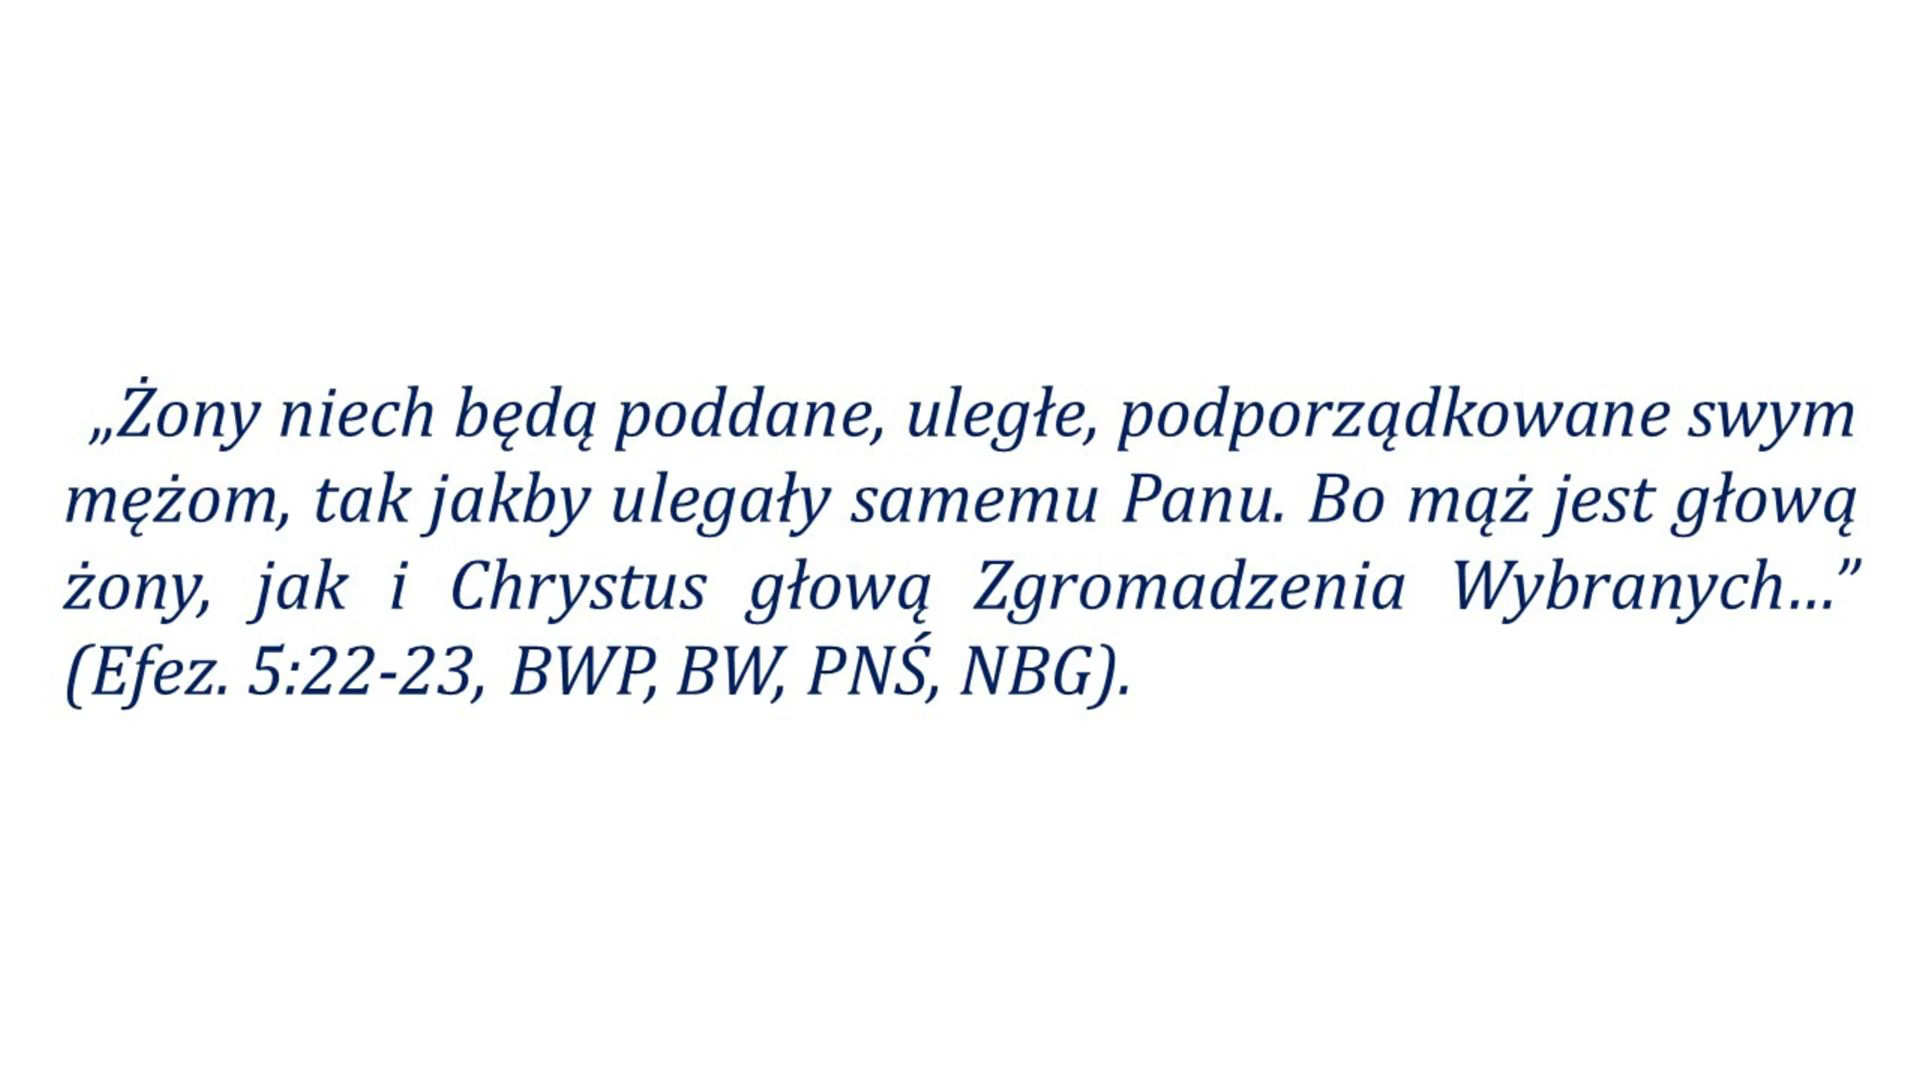 „Żony niech będą poddane, uległe, podporządkowane swym
mężom, tak jakby ulegały samemu Panu. Bo mąż jest głową
żony, jak i Chrystus głową Zgromadzenia Wybranych...”
(Efez. 5:22-23, BWP, BW, PNŚ, NBG).